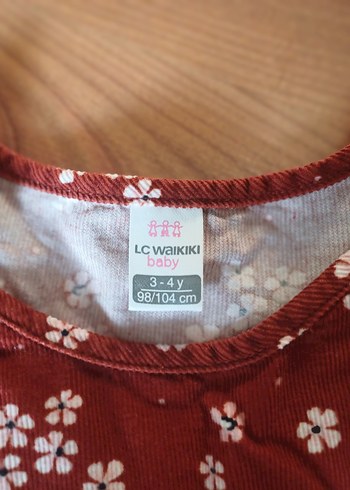 LC WAIKIKI
baby
3 - 4 y
98/104 cm